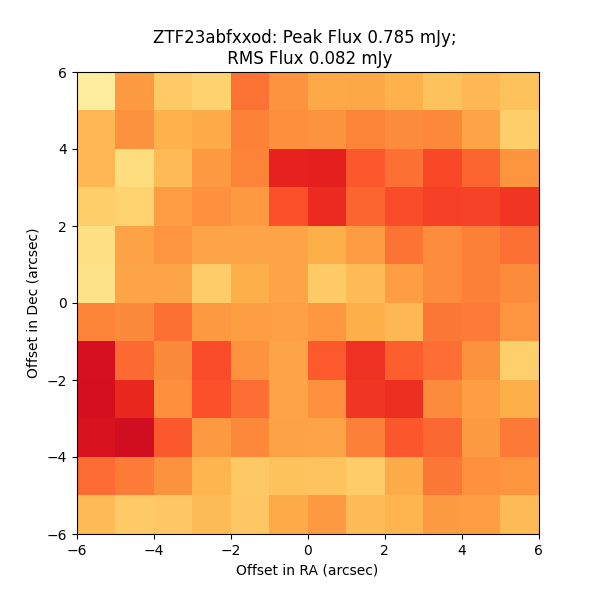 ZTF23abfxxod: Peak Flux 0.785 mJy;
RMS Flux 0.082 mJy
6
4
2
0
−2
−4
−6
Offset in Dec (arcsec)
−6 −4 −2 0 2 4 6
Offset in RA (arcsec)